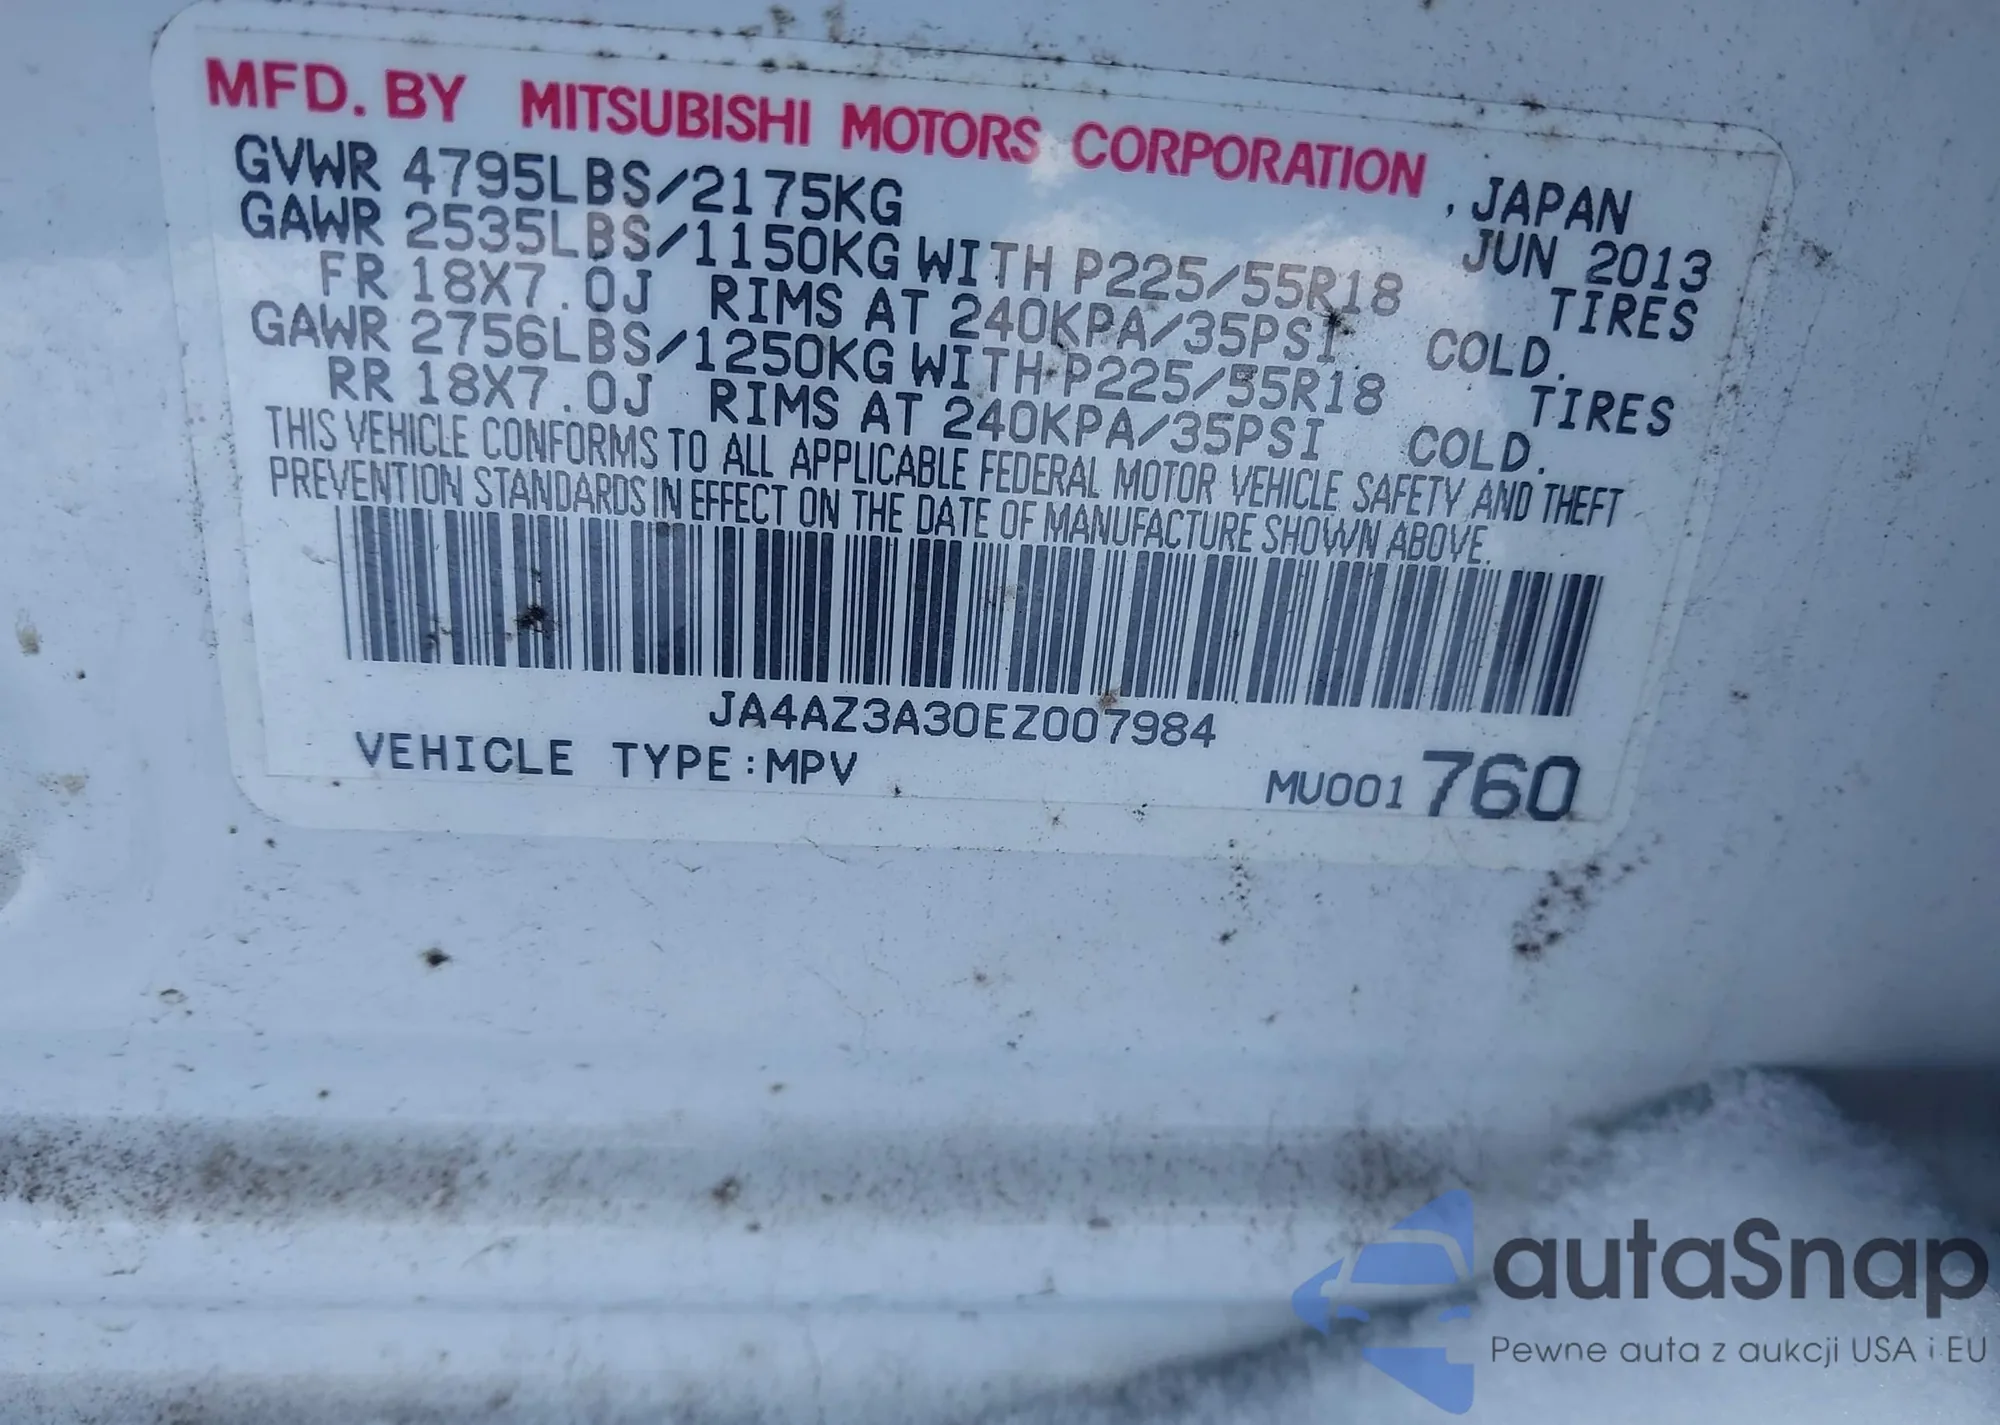 MFD. BY MITSUBISHI MOTORS CORPORATION , JAPAN
GVWR 4795LBS/2175KG JUN 2013
GAWR 2535LBS/1150KG WITH P225/55R18 TIRES
FR 18X7.0J RIMS AT 240KPA/35PSI COLD.
GAWR 2756LBS/1250KG WITH P225/55R18 TIRES
RR 18X7.0J RIMS AT 240KPA/35PSI COLD.
THIS VEHICLE CONFORMS TO ALL APPLICABLE FEDERAL MOTOR VEHICLE SAFETY AND THEFT
PREVENTION STANDARDS IN EFFECT ON THE DATE OF MANUFACTURE SHOWN ABOVE.
JA4AZ3A30EZ007984
VEHICLE TYPE:MPV MU001760
autaSnap
Pewne auta z aukcji USA i EU